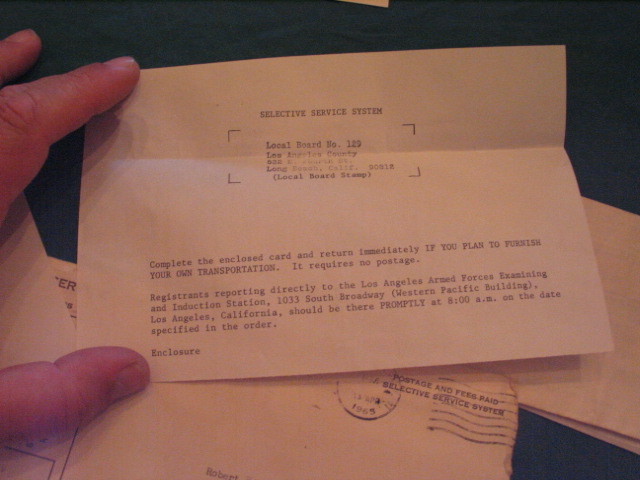 SELECTIVE SERVICE SYSTEM
Local Board No. 129
Los Angeles County
Long Beach, Calif. 90812
(Local Board Stamp)
Complete the enclosed card and return immediately IF YOU PLAN TO FURNISH
YOUR OWN TRANSPORTATION. It requires no postage.
Registrants reporting directly to the Los Angeles Armed Forces Examining
and Induction Station, 1033 South Broadway (Western Pacific Building),
Los Angeles, California, should be there PROMPTLY at 8:00 a.m. on the date
specified in the order.
Enclosure
TER
POSTAGE AND FEES PAID
SELECTIVE SERVICE SYSTEM
1965
Robert